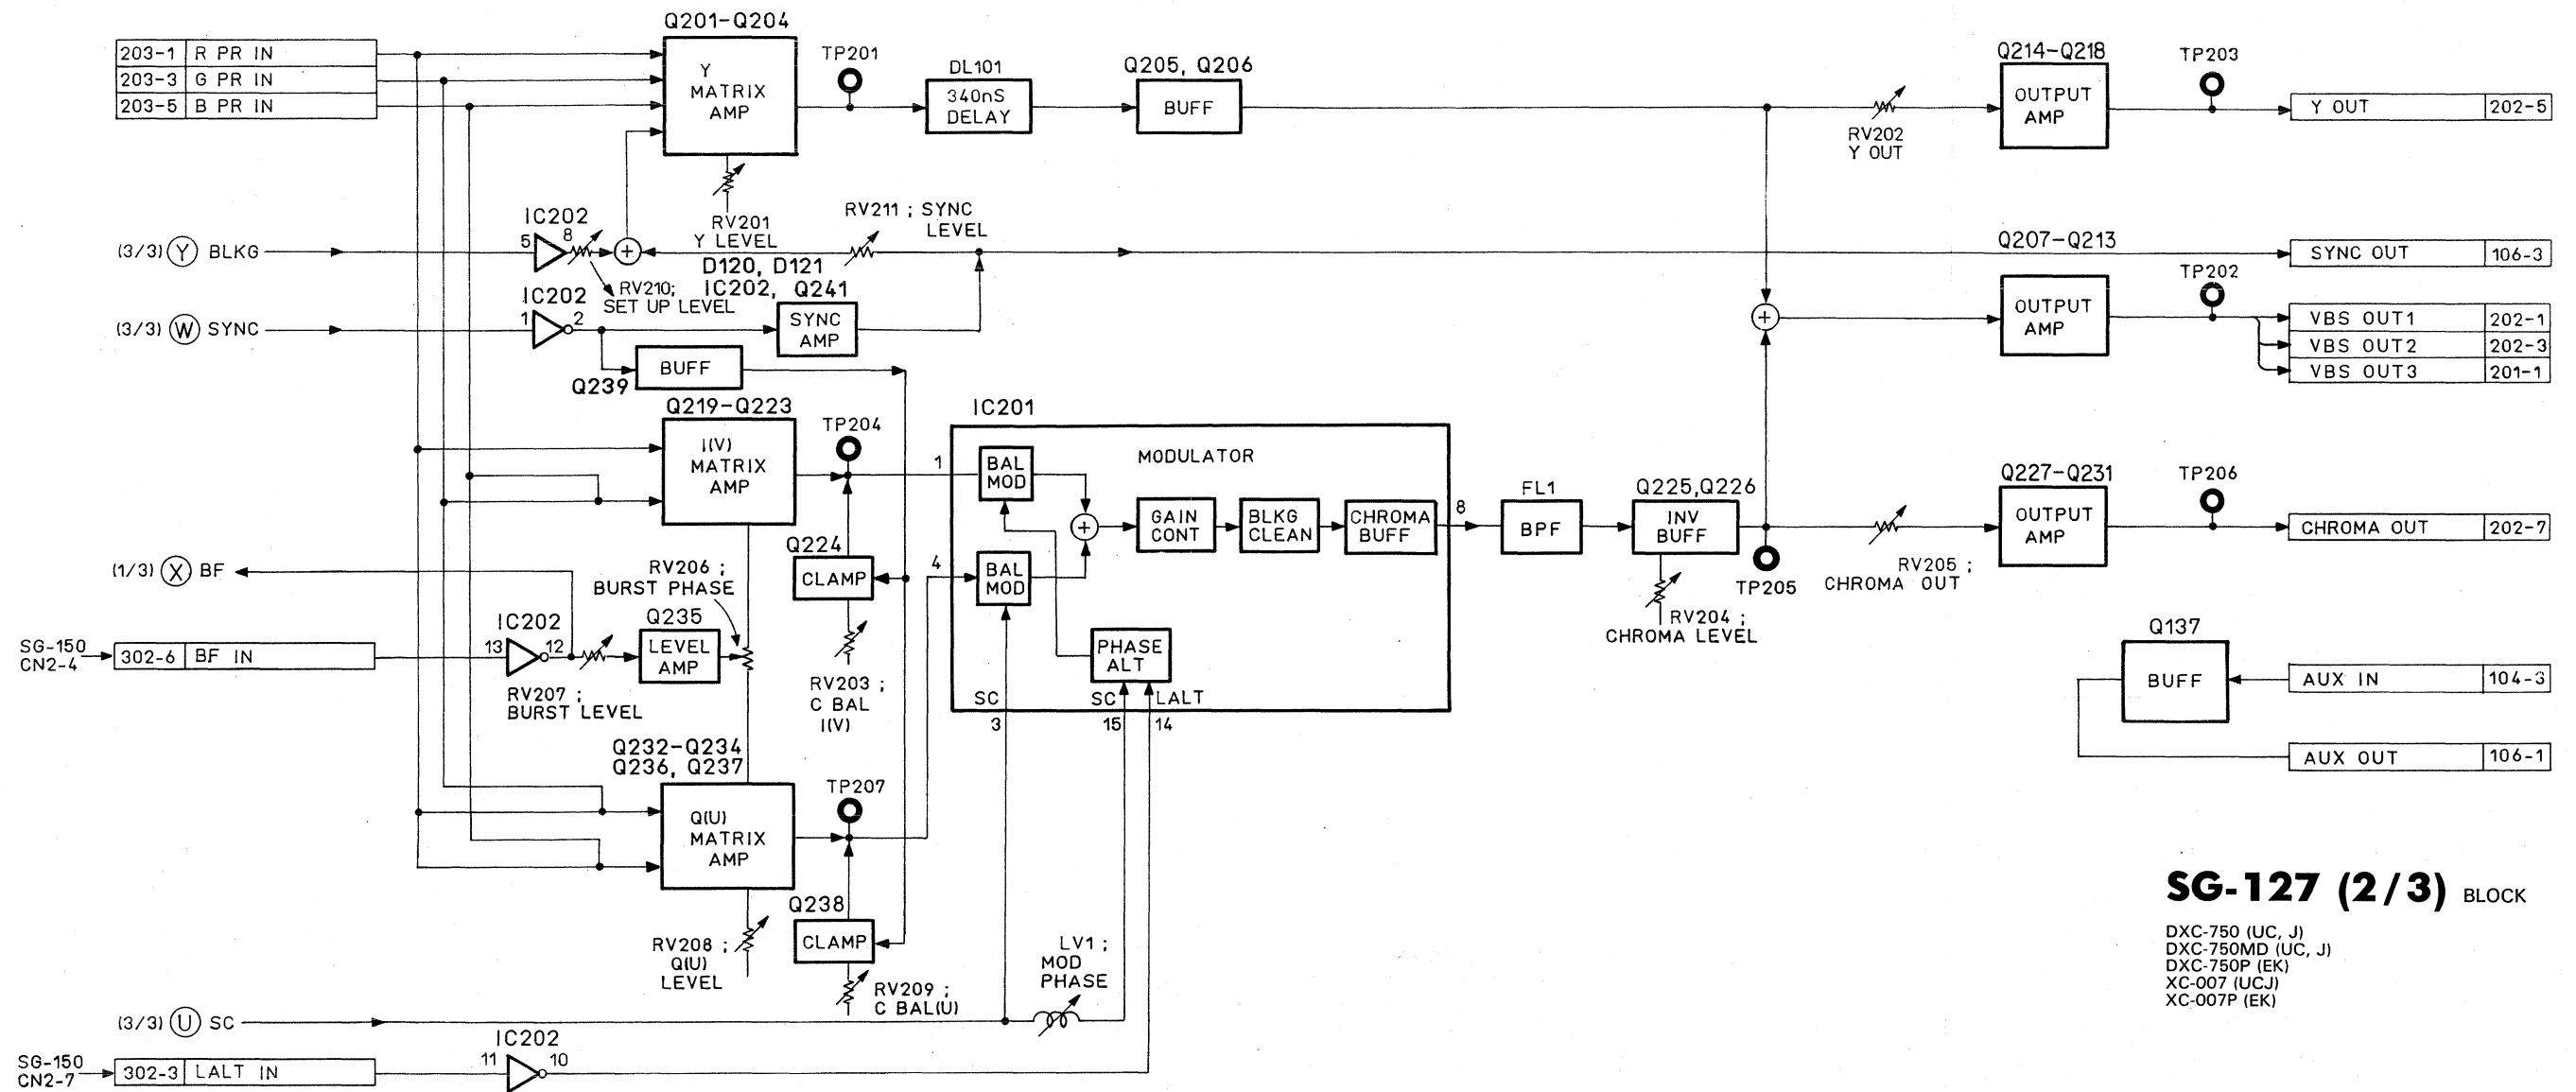 Q201-Q204
203-1 R PR IN
203-3 G PR IN
203-5 B PR IN
Y
MATRIX
AMP
TP201
DL101
340nS
DELAY
Q205, Q206
BUFF
RV202
Y OUT
Q214-Q218
OUTPUT
AMP
TP203
Y OUT 202-5
RV201
Y LEVEL
RV211 ; SYNC
LEVEL
(3/3) Y BLKG
IC202
5 8
RV210;
SET UP LEVEL
D120, D121
IC202, Q241
SYNC
AMP
(3/3) W SYNC
IC202
1 2
Q239
BUFF
Q207-Q213
SYNC OUT 106-3
TP202
OUTPUT
AMP
VBS OUT1 202-1
VBS OUT2 202-3
VBS OUT3 201-1
Q219-Q223
I(V)
MATRIX
AMP
TP204
Q224
CLAMP
RV203 ;
C BAL
I(V)
IC201
MODULATOR
1
BAL
MOD
4
BAL
MOD
GAIN
CONT
BLKG
CLEAN
CHROMA
BUFF
8
PHASE
ALT
SC
SC
LALT
3
15
14
FL1
BPF
Q225,Q226
INV
BUFF
RV204 ;
CHROMA LEVEL
TP205
RV205 ;
CHROMA OUT
Q227-Q231
OUTPUT
AMP
TP206
CHROMA OUT 202-7
(1/3) X BF
SG-150
CN2-4
302-6 BF IN
IC202
13 12
RV207 ;
BURST LEVEL
Q235
LEVEL
AMP
RV206 ;
BURST PHASE
Q137
BUFF
AUX IN 104-3
AUX OUT 106-1
Q232-Q234
Q236, Q237
Q(U)
MATRIX
AMP
TP207
RV208 ;
Q(U)
LEVEL
Q238
CLAMP
RV209 ;
C BAL(U)
LV1 ;
MOD
PHASE
(3/3) U SC
SG-150
CN2-7
302-3 LALT IN
IC202
11 10
SG-127 (2/3) BLOCK
DXC-750 (UC, J)
DXC-750MD (UC, J)
DXC-750P (EK)
XC-007 (UCJ)
XC-007P (EK)